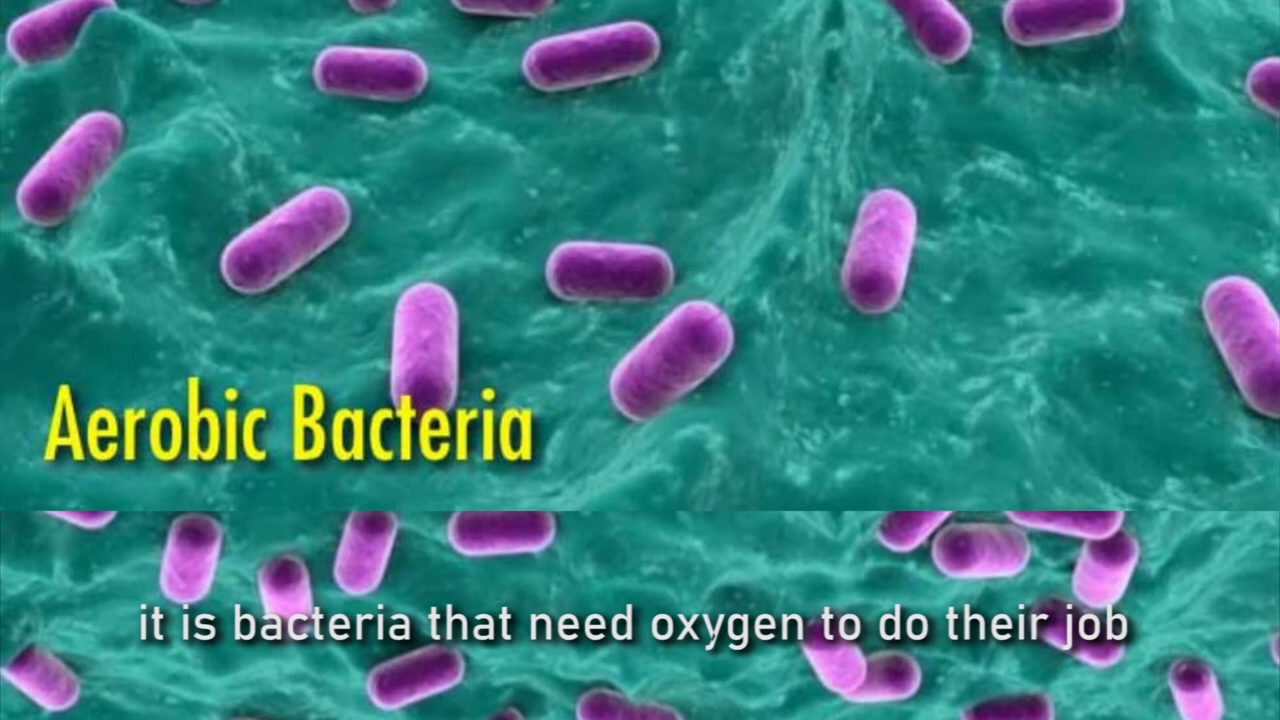 Aerobic Bacteria
it is bacteria that need oxygen to do their job